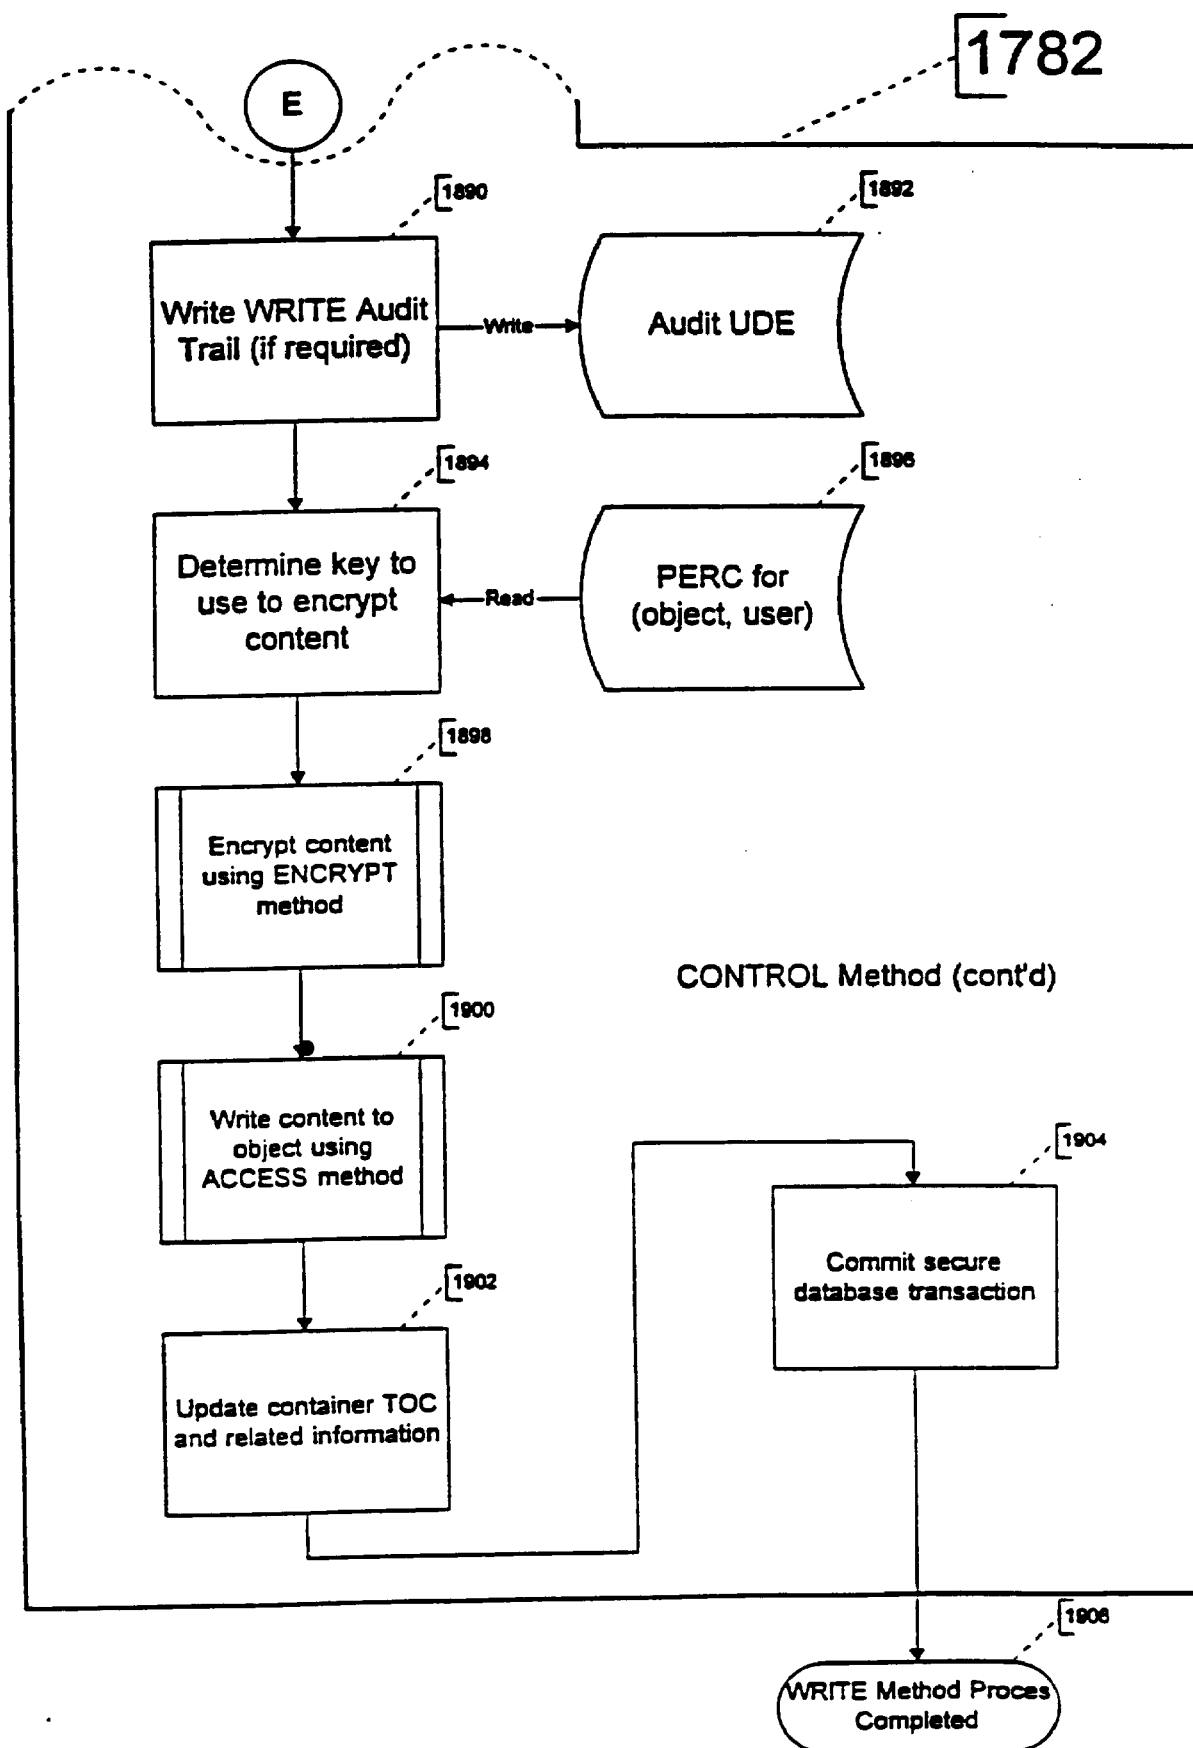 1782
E
1890
1892
Write WRITE Audit
Trail (if required)
Write
Audit UDE
1894
1896
Determine key to
use to encrypt
content
Read
PERC for
(object, user)
1898
Encrypt content
using ENCRYPT
method
CONTROL Method (cont'd)
1900
Write content to
object using
ACCESS method
1904
Commit secure
database transaction
1902
Update container TOC
and related information
1906
WRITE Method Proces
Completed